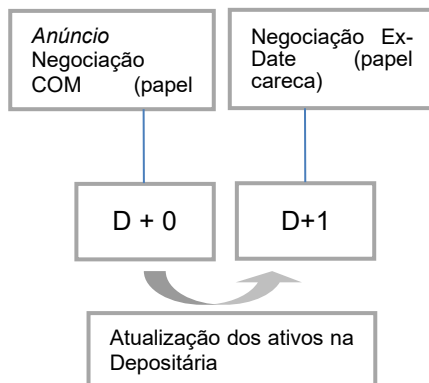 Anúncio
Negociação
COM (papel
Negociação Ex-
Date (papel
careca)
D + 0
D+1
Atualização dos ativos na
Depositária